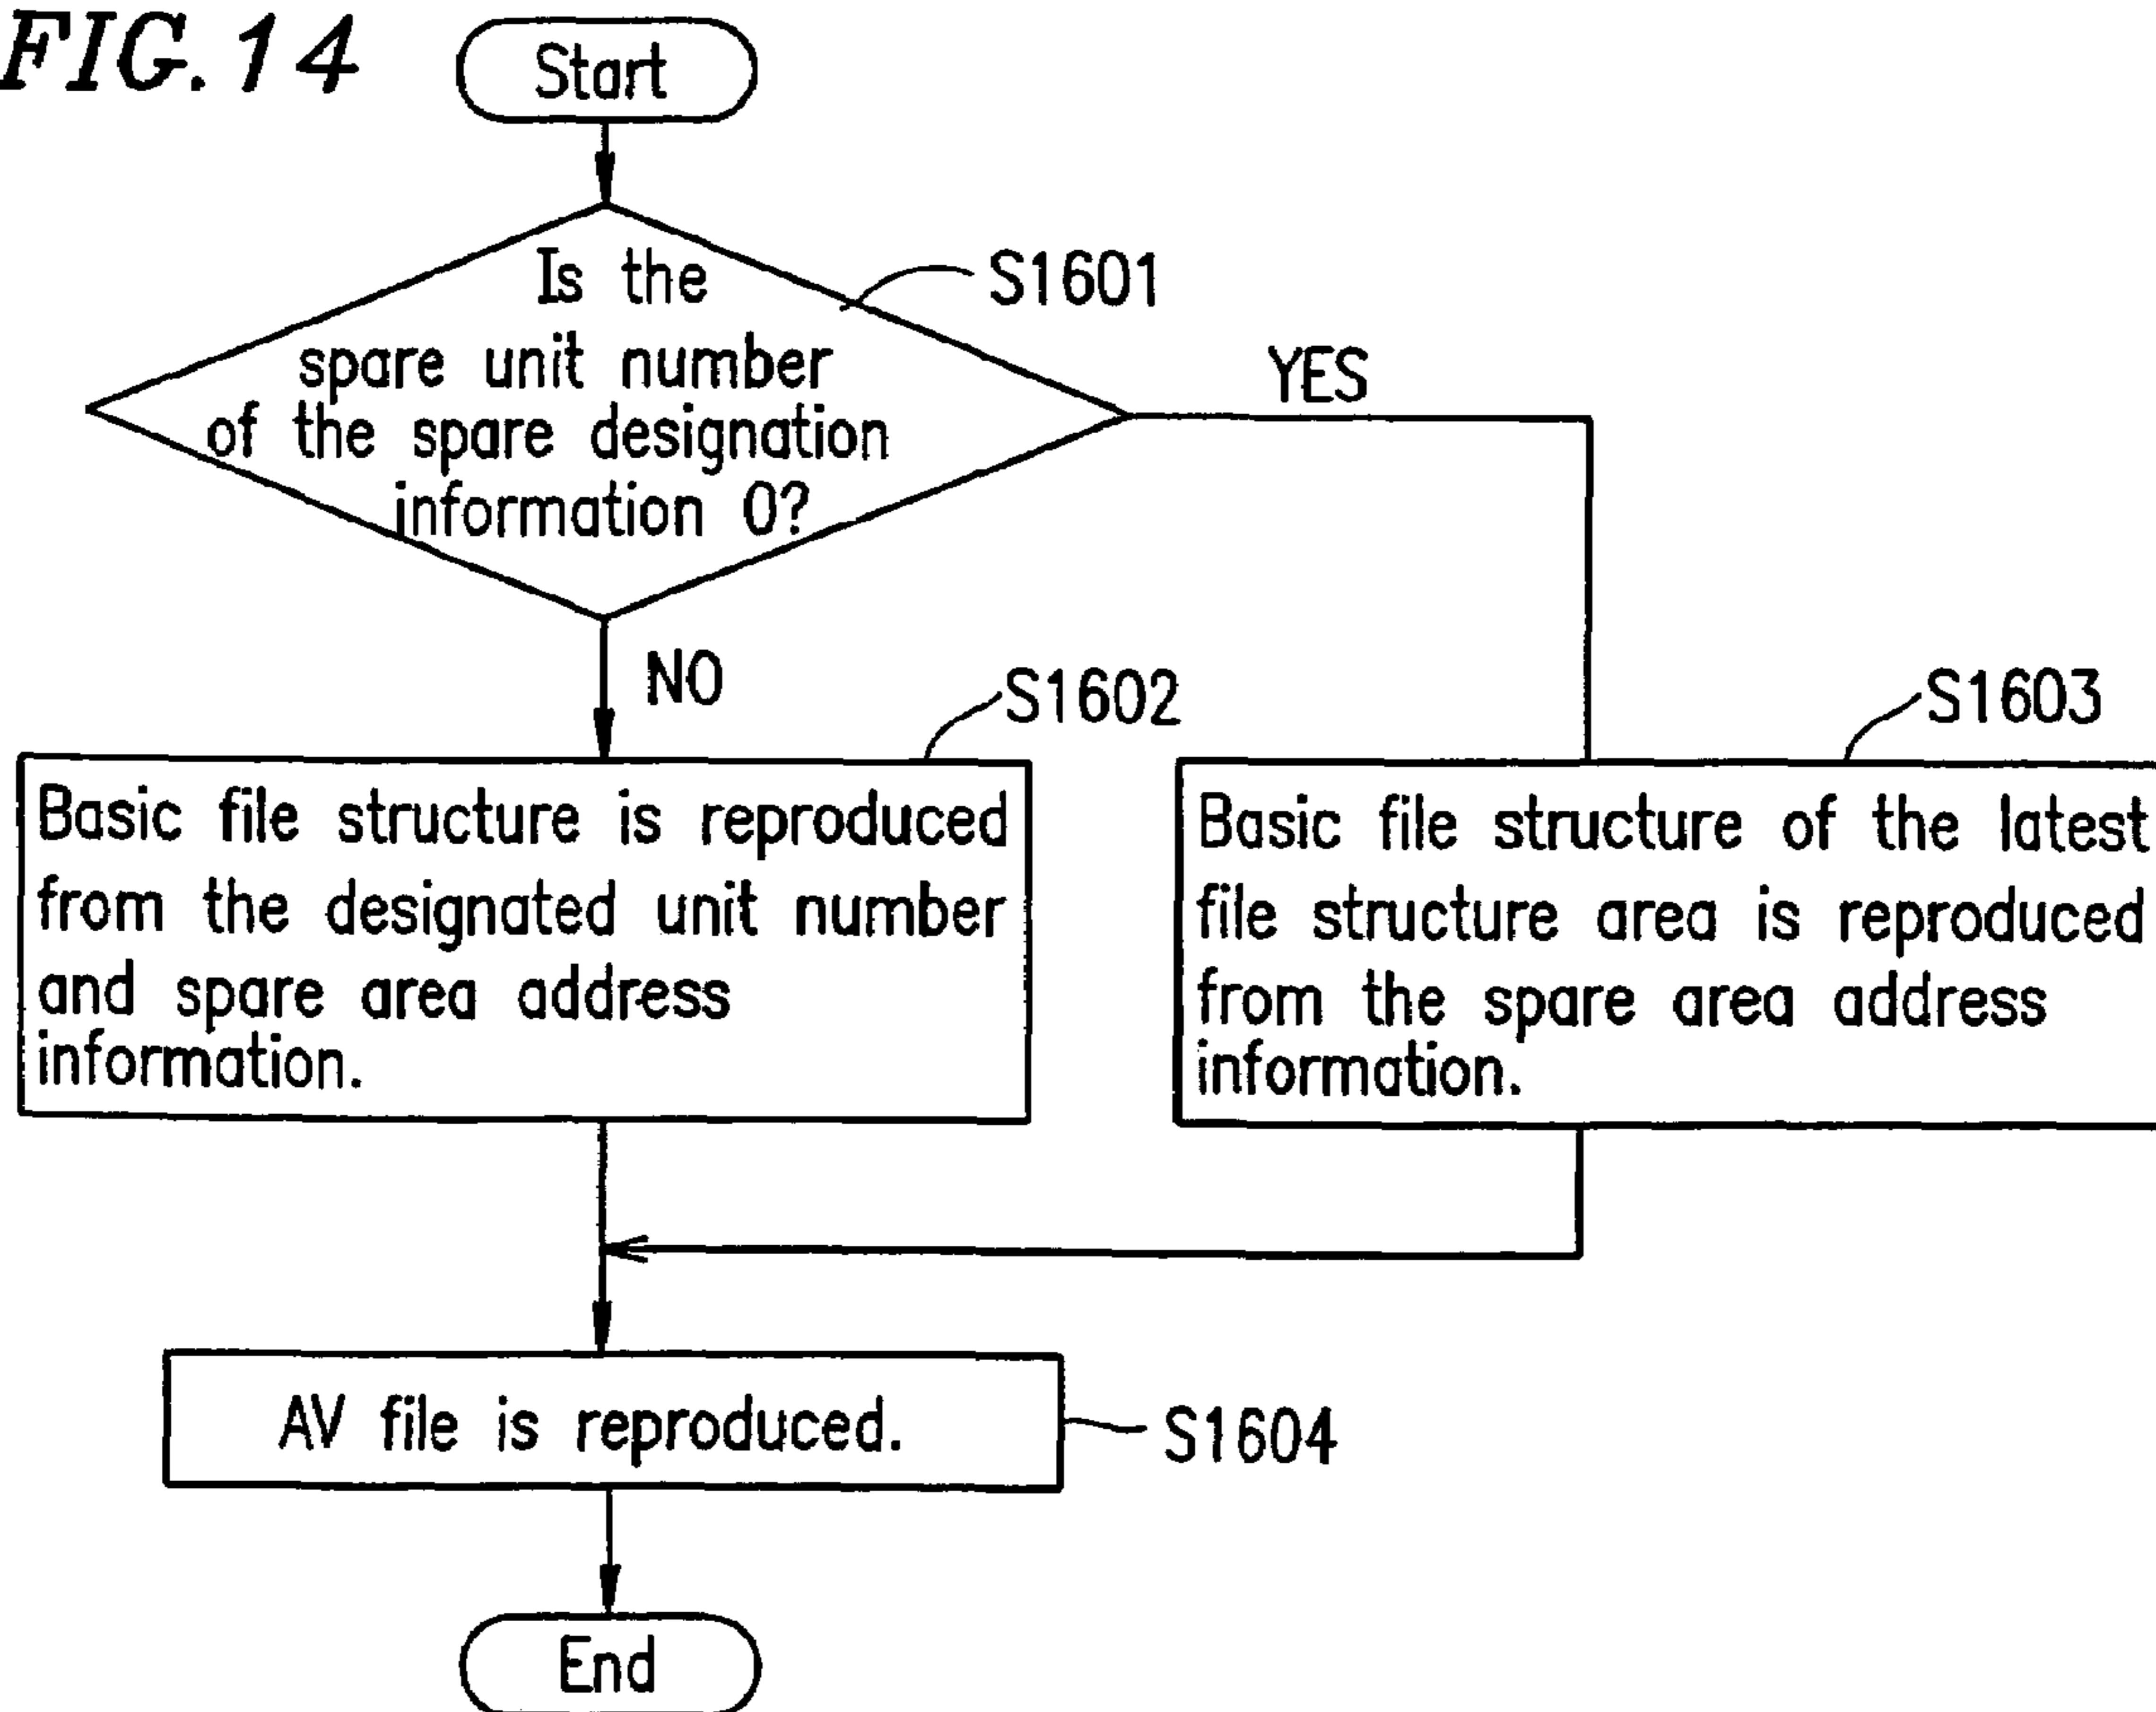 FIG. 14
Start
Is the
spare unit number
of the spare designation
information 0?
S1601
YES
NO
S1602
S1603
Basic file structure is reproduced
from the designated unit number
and spare area address
information.
Basic file structure of the latest
file structure area is reproduced
from the spare area address
information.
AV file is reproduced.
S1604
End